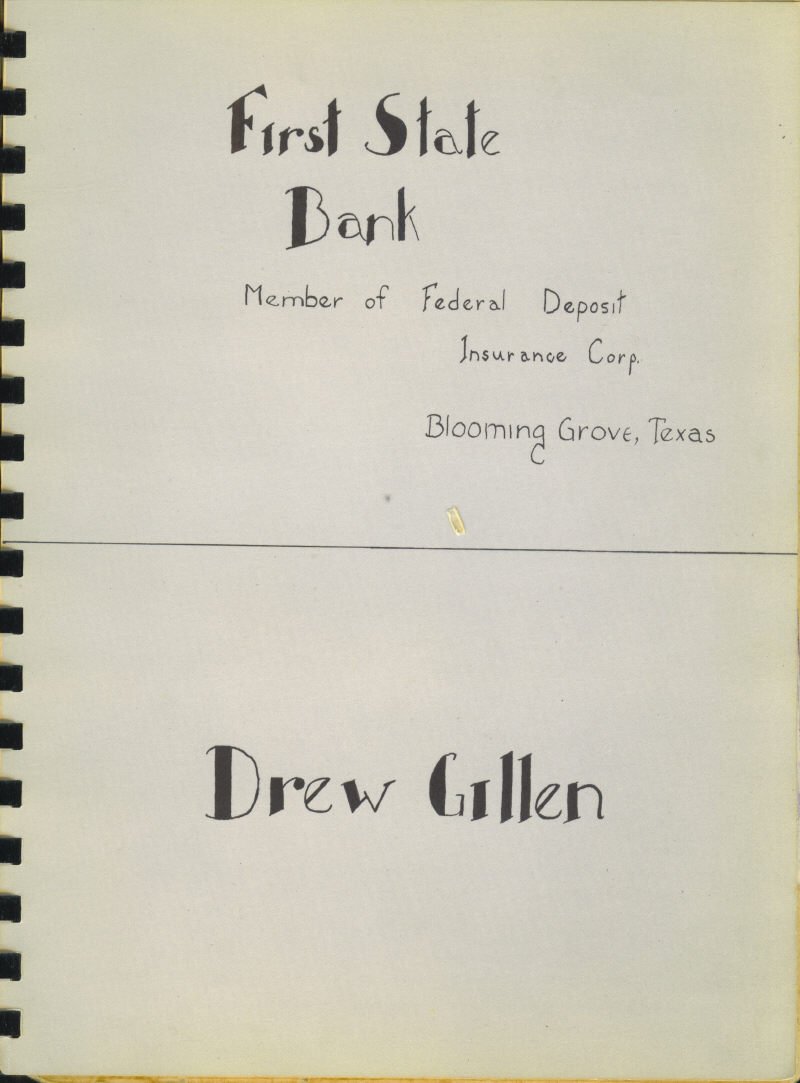 First State
Bank
Member of Federal Deposit
Insurance Corp.
Blooming Grove, Texas
Drew Gillen